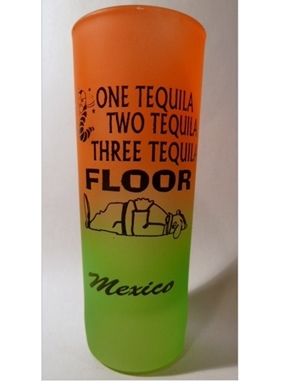 ONE TEQUILA
TWO TEQUILA
THREE TEQUILA
FLOOR
Mexico